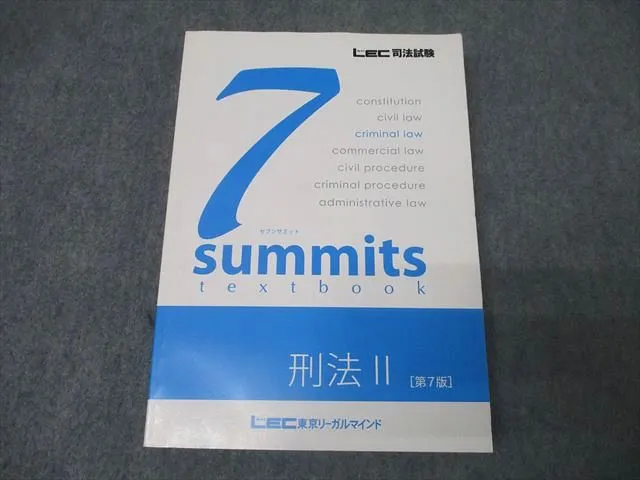 LEC司法試験
7
constitution
civil law
criminal law
commercial law
civil procedure
criminal procedure
administrative law
セブンサミット
summits
textbook
刑法 II [第7版]
LEC東京リーガルマインド